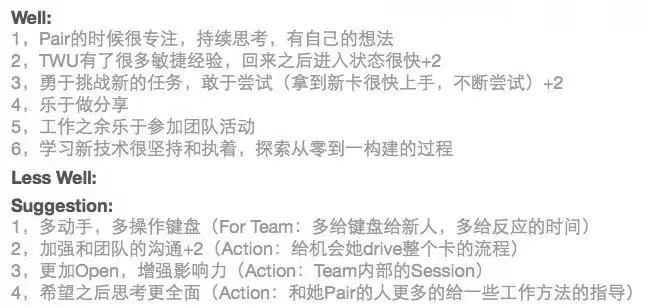 Well:
1，Pair的时候很专注，持续思考，有自己的想法
2，TWU有了很多敏捷经验，回来之后进入状态很快+2
3，勇于挑战新的任务，敢于尝试（拿到新卡很快上手，不断尝试）+2
4，乐于做分享
5，工作之余乐于参加团队活动
6，学习新技术很坚持和执着，探索从零到一构建的过程
Less Well:
Suggestion:
1，多动手，多操作键盘（For Team：多给键盘给新人，多给反应的时间）
2，加强和团队的沟通+2（Action：给机会她drive整个卡的流程）
3，更加Open，增强影响力（Action：Team内部的Session）
4，希望之后思考更全面（Action：和她Pair的人更多的给一些工作方法的指导）